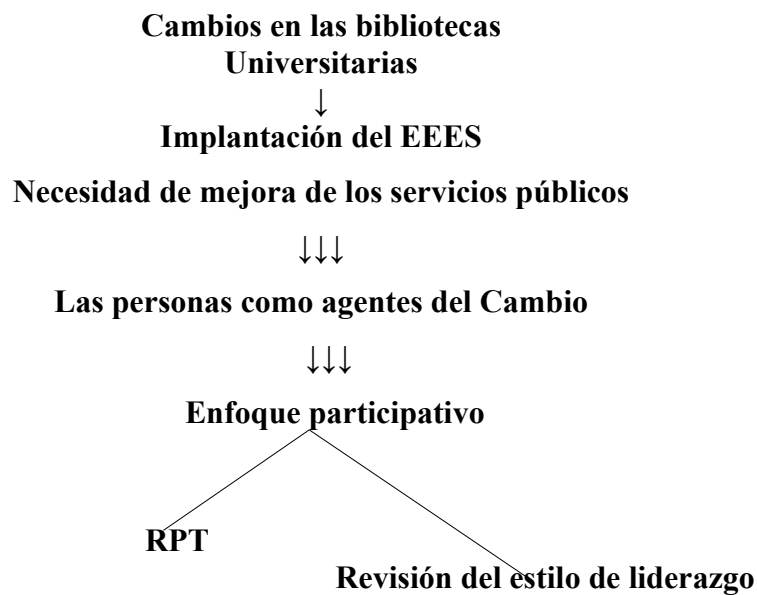 Cambios en las bibliotecas
Universitarias
↓
Implantación del EEES
Necesidad de mejora de los servicios públicos
↓↓↓
Las personas como agentes del Cambio
↓↓↓
Enfoque participativo
RPT
Revisión del estilo de liderazgo